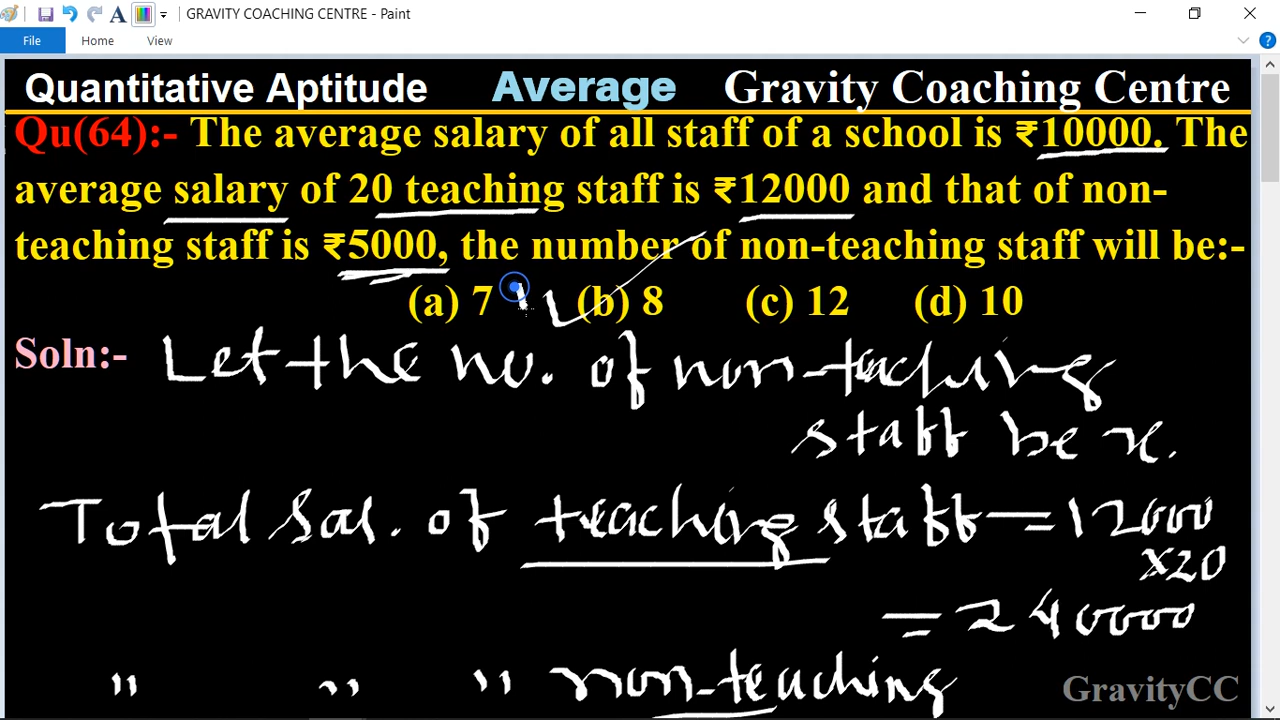 GRAVITY COACHING CENTRE - Paint
File Home View
Quantitative Aptitude Average Gravity Coaching Centre
Qu(64):- The average salary of all staff of a school is ₹10000. The
average salary of 20 teaching staff is ₹12000 and that of non-
teaching staff is ₹5000, the number of non-teaching staff will be:-
(a) 7 (b) 8 (c) 12 (d) 10
Soln:- Let the no. of non-teaching
staff be x.
Total Sal. of teaching staff = 12000
×20
= 240000
" " " non-teaching
GravityCC